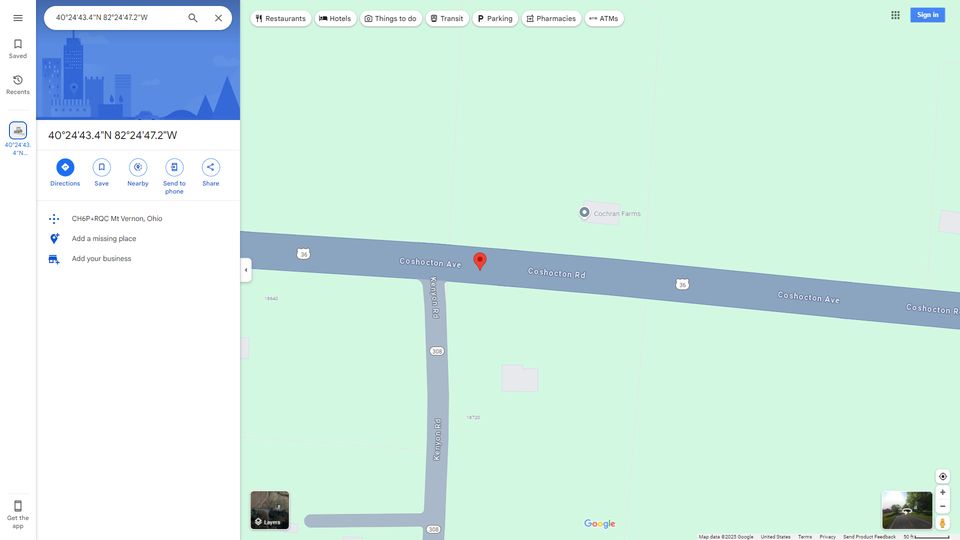 40°24'43.4"N 82°24'47.2"W
Restaurants
Hotels
Things to do
Transit
Parking
Pharmacies
ATMs
Sign in
Saved
Recents
40°24'43.
4"N...
40°24'43.4"N 82°24'47.2"W
Directions
Save
Nearby
Send to
phone
Share
CH6P+RQC Mt Vernon, Ohio
Add a missing place
Add your business
Cochran Farms
36
Coshocton Ave
Coshocton Rd
36
Coshocton Ave
Coshocton R
Kenyon Rd
18640
308
18720
Kenyon Rd
308
Get the
app
Layers
Google
Map data ©2025 Google
United States
Terms
Privacy
Send Product Feedback
50 ft